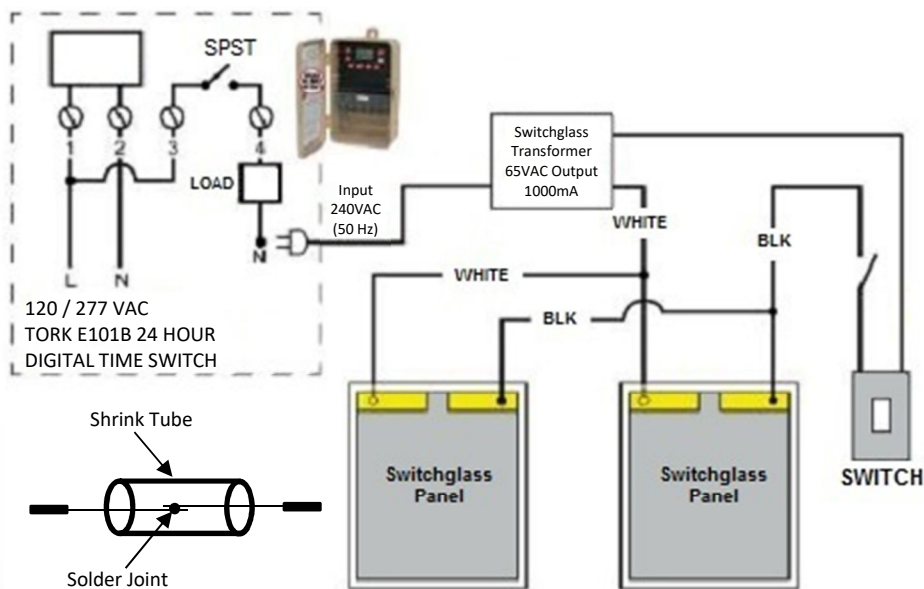 SPST
1
2
3
4
LOAD
N
L
N
120 / 277 VAC
TORK E101B 24 HOUR
DIGITAL TIME SWITCH
Input
240VAC
(50 Hz)
Switchglass
Transformer
65VAC Output
1000mA
WHITE
BLK
WHITE
BLK
Switchglass
Panel
Switchglass
Panel
SWITCH
Shrink Tube
Solder Joint